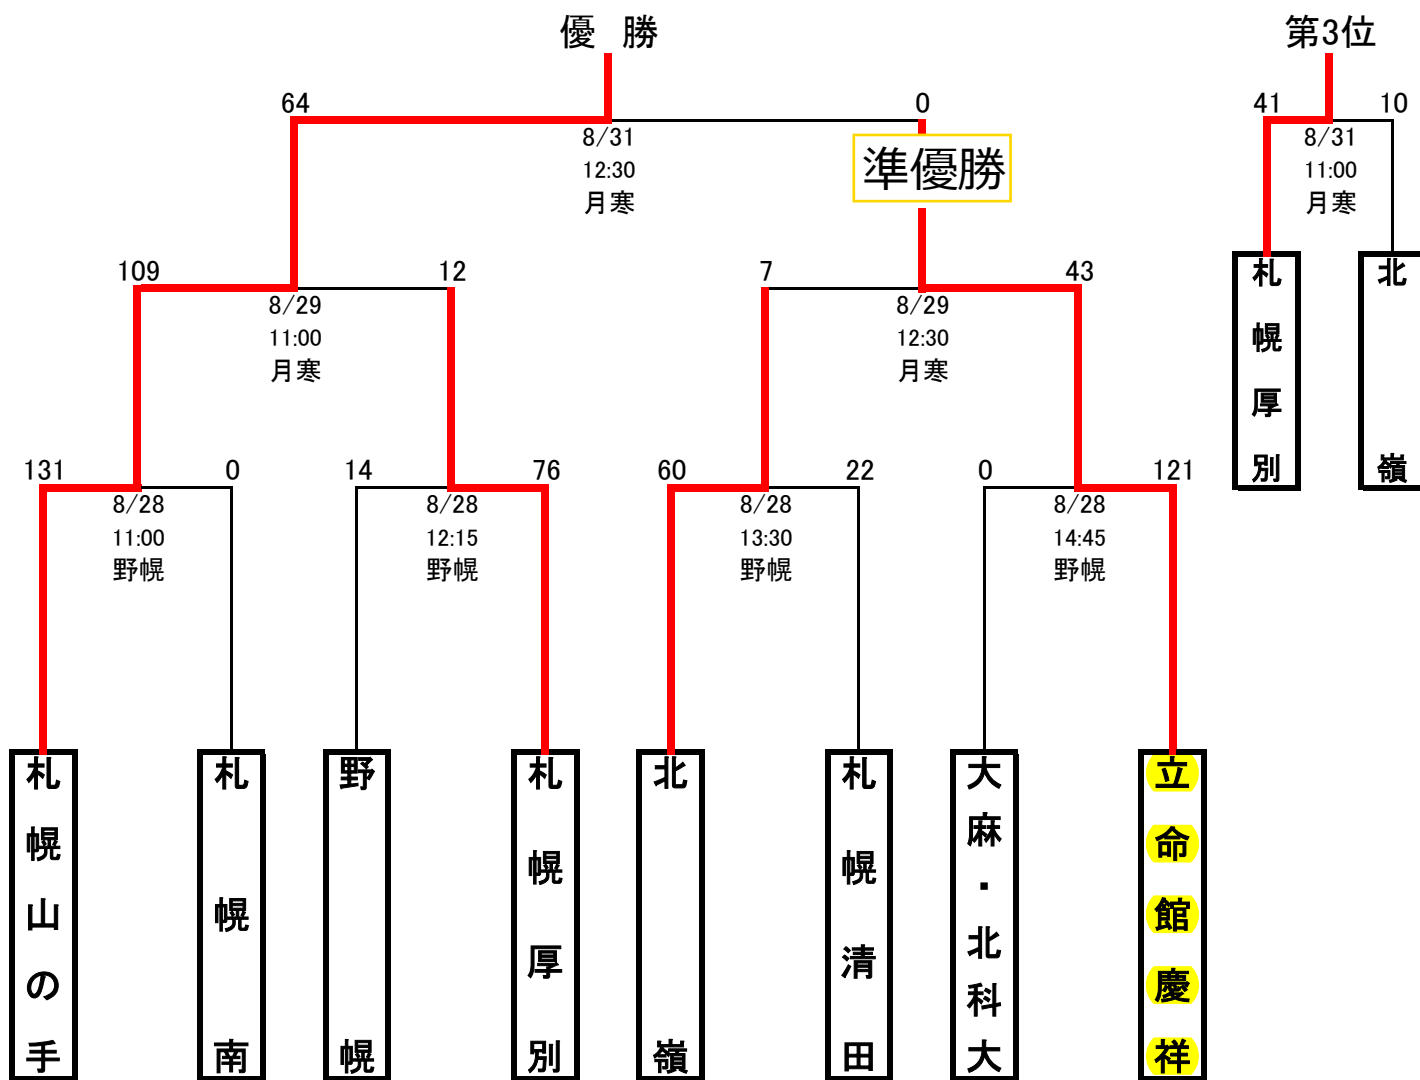 優 勝
第3位
64
0
41
10
8/31
12:30
月寒
準優勝
8/31
11:00
月寒
109
12
7
43
8/29
11:00
月寒
8/29
12:30
月寒
札幌厚別
北嶺
131
0
14
76
60
22
0
121
8/28
11:00
野幌
8/28
12:15
野幌
8/28
13:30
野幌
8/28
14:45
野幌
札幌山の手
札幌南
野幌
札幌厚別
北嶺
札幌清田
大麻・北科大
立命館慶祥